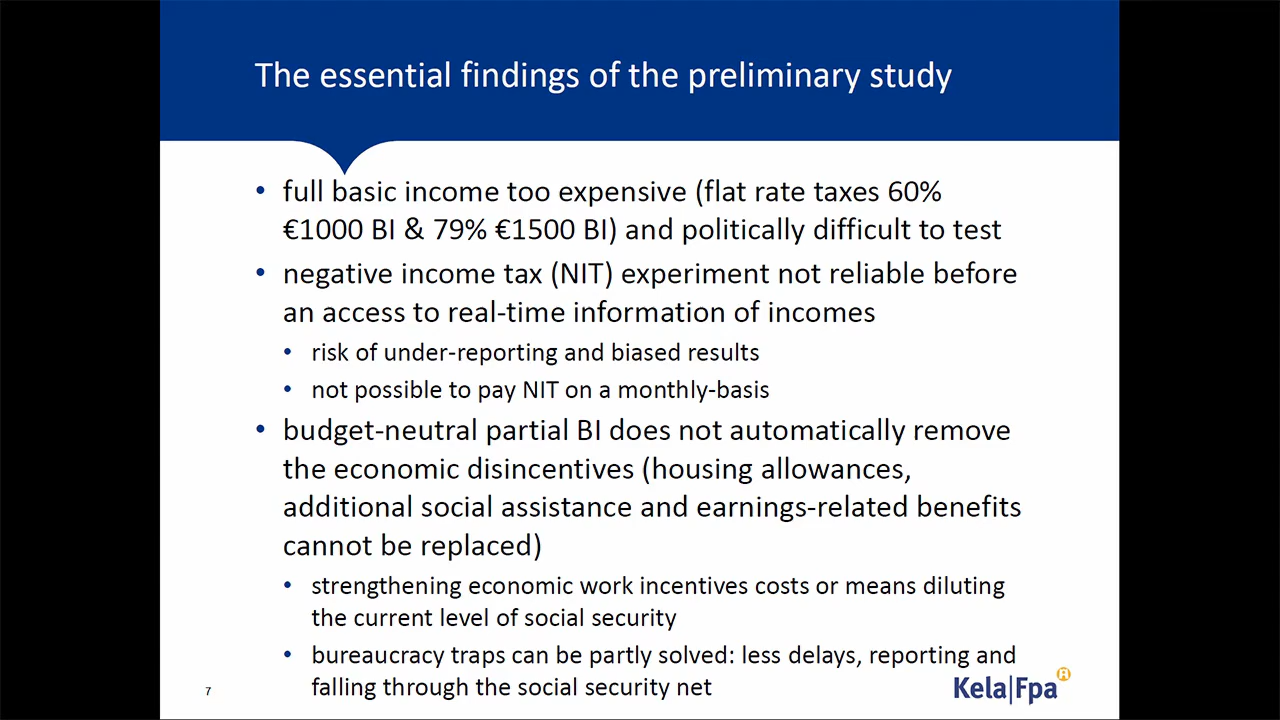 The essential findings of the preliminary study
• full basic income too expensive (flat rate taxes 60%
€1000 BI & 79% €1500 BI) and politically difficult to test
• negative income tax (NIT) experiment not reliable before
an access to real-time information of incomes
• risk of under-reporting and biased results
• not possible to pay NIT on a monthly-basis
• budget-neutral partial BI does not automatically remove
the economic disincentives (housing allowances,
additional social assistance and earnings-related benefits
cannot be replaced)
• strengthening economic work incentives costs or means diluting
the current level of social security
• bureaucracy traps can be partly solved: less delays, reporting and
falling through the social security net
7
Kela|Fpa